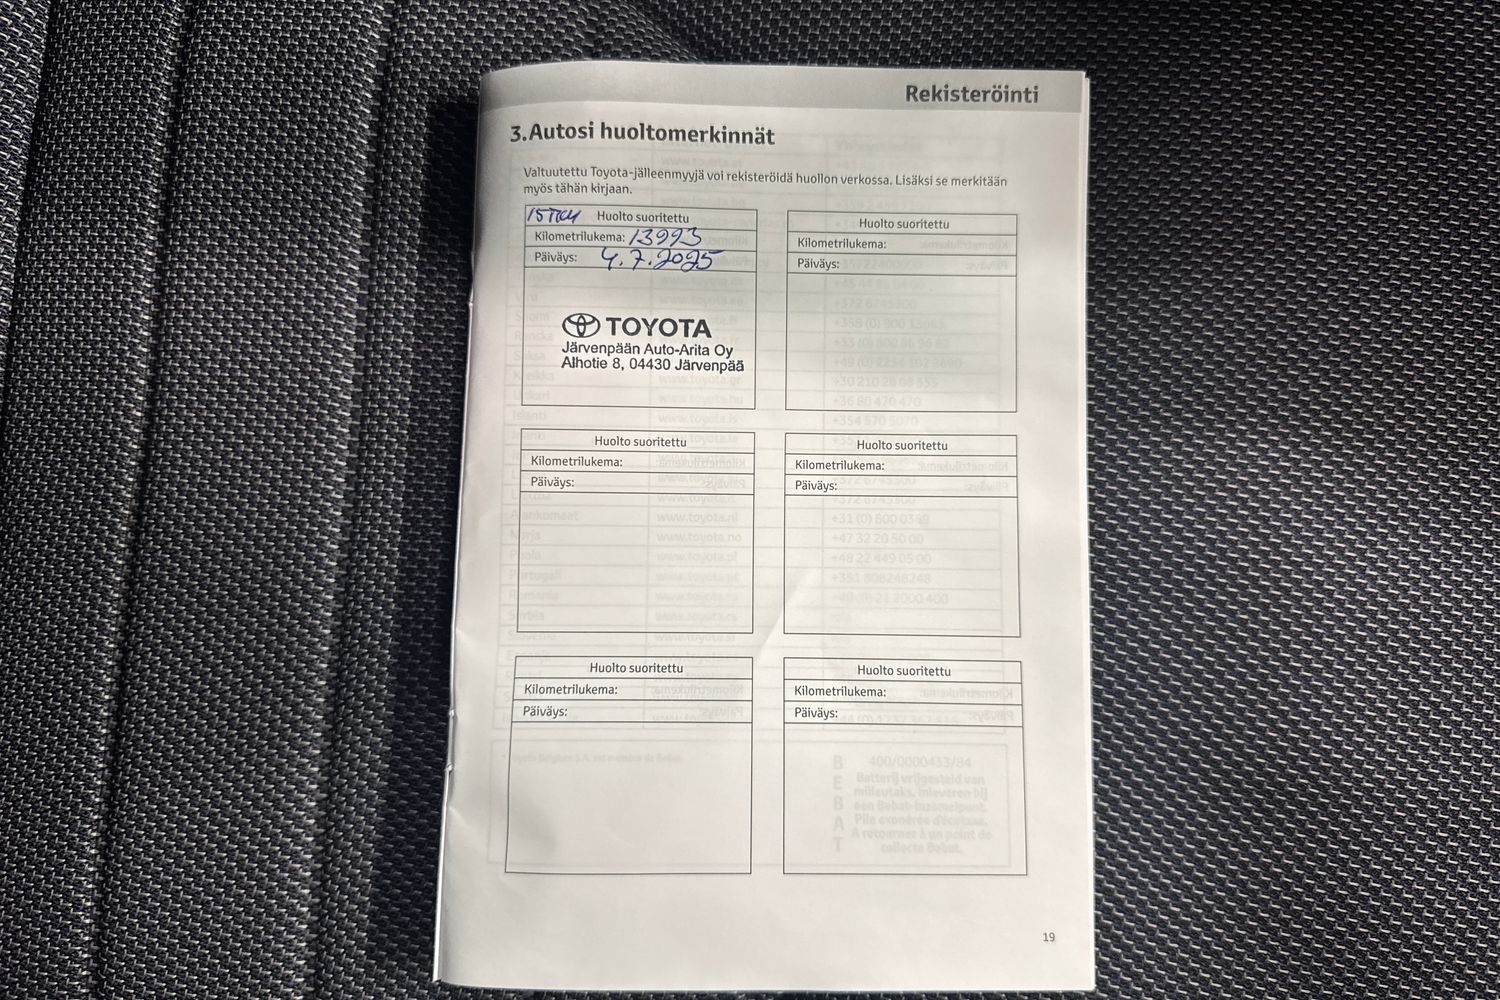 Rekisteröinti
3.Autosi huoltomerkinnät
Valtuutettu Toyota-jälleenmyyjä voi rekisteröidä huollon verkossa. Lisäksi se merkitään
myös tähän kirjaan.
15TKM Huolto suoritettu
Kilometrilukema: 13993
Päiväys: 4.7.2025
TOYOTA
Järvenpään Auto-Arita Oy
Alhotie 8, 04430 Järvenpää
Huolto suoritettu
Kilometrilukema:
Päiväys:
Huolto suoritettu
Kilometrilukema:
Päiväys:
Huolto suoritettu
Kilometrilukema:
Päiväys:
Huolto suoritettu
Kilometrilukema:
Päiväys:
Huolto suoritettu
Kilometrilukema:
Päiväys:
19